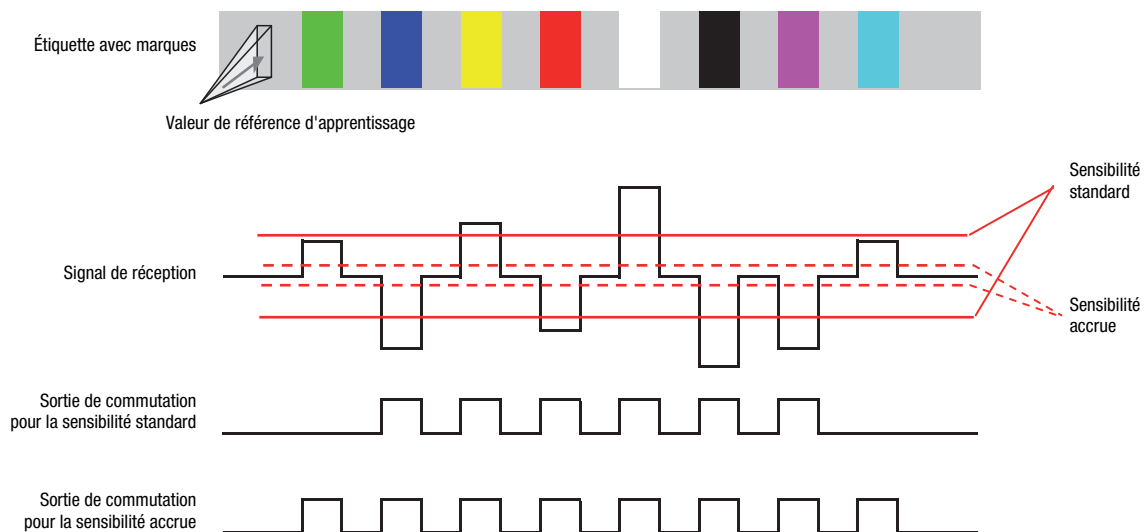 Étiquette avec marques
Valeur de référence d'apprentissage
Sensibilité
standard
Signal de réception
Sensibilité
accrue
Sortie de commutation
pour la sensibilité standard
Sortie de commutation
pour la sensibilité accrue